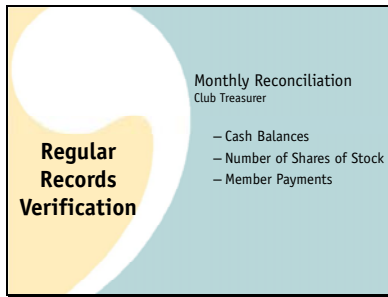 Regular
Records
Verification
Monthly Reconciliation
Club Treasurer
– Cash Balances
– Number of Shares of Stock
– Member Payments